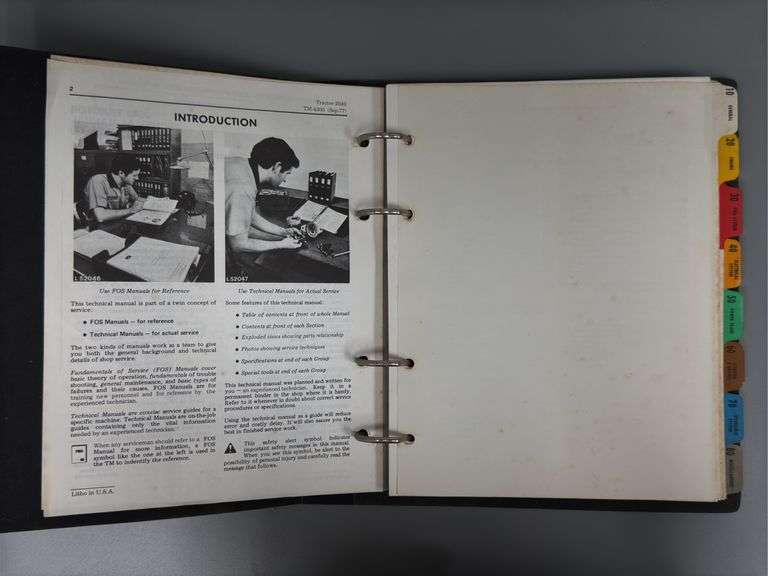 2
Tractor 2040
TM-4301 (Sep-77)
INTRODUCTION
L 52046
L 52047
Use FOS Manuals for Reference
Use Technical Manuals for Actual Service
This technical manual is part of a twin concept of
service:
● FOS Manuals — for reference
● Technical Manuals — for actual service
The two kinds of manuals work as a team to give
you both the general background and technical
details of shop service.
Fundamentals of Service (FOS) Manuals cover
basic theory of operation, fundamentals of trouble
shooting, general maintenance, and basic types of
failures and their causes. FOS Manuals are for
training new personnel and for reference by the
experienced technician.
Technical Manuals are concise service guides for a
specific machine. Technical Manuals are on-the-job
guides containing only the vital information
needed by an experienced technician.
FOS
When any serviceman should refer to a FOS
Manual for more information, a FOS
symbol like the one at the left is used in
the TM to indentify the reference.
Litho in U.S.A.
Some features of this technical manual:
● Table of contents at front of whole Manual
● Contents at front of each Section
● Exploded views showing parts relationship
● Photos showing service techniques
● Specifications at end of each Group
● Special tools at end of each Group
This technical manual was planned and written for
you — an experienced technician. Keep it in a
permanent binder in the shop where it is handy.
Refer to it whenever in doubt about correct service
procedures or specifications.
Using the technical manual as a guide will reduce
error and costly delay. It will also assure you the
best in finished service work.
This safety alert symbol indicates
important safety messages in this manual.
When you see this symbol, be alert to the
possibility of personal injury and carefully read the
message that follows.
10 GENERAL
20 ENGINE
30 FUEL SYSTEM
40 ELECTRICAL SYSTEM
50 POWER TRAIN
60
70 HYDRAULIC SYSTEM
80 MISCELLANEOUS